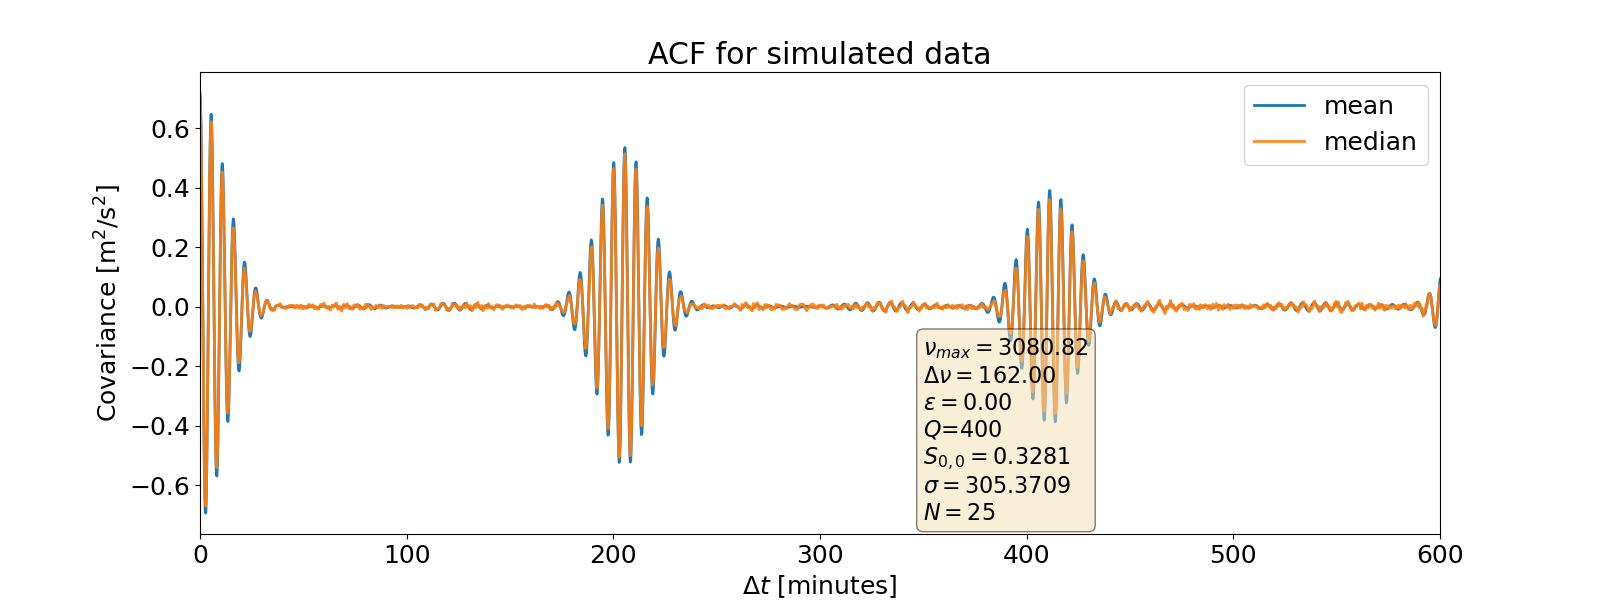 ACF for simulated data
mean
median
Covariance [m²/s²]
0.6
0.4
0.2
0.0
−0.2
−0.4
−0.6
ν_max = 3080.82
Δν = 162.00
ε = 0.00
Q=400
S_0,0 = 0.3281
σ = 305.3709
N = 25
0 100 200 300 400 500 600
Δt [minutes]